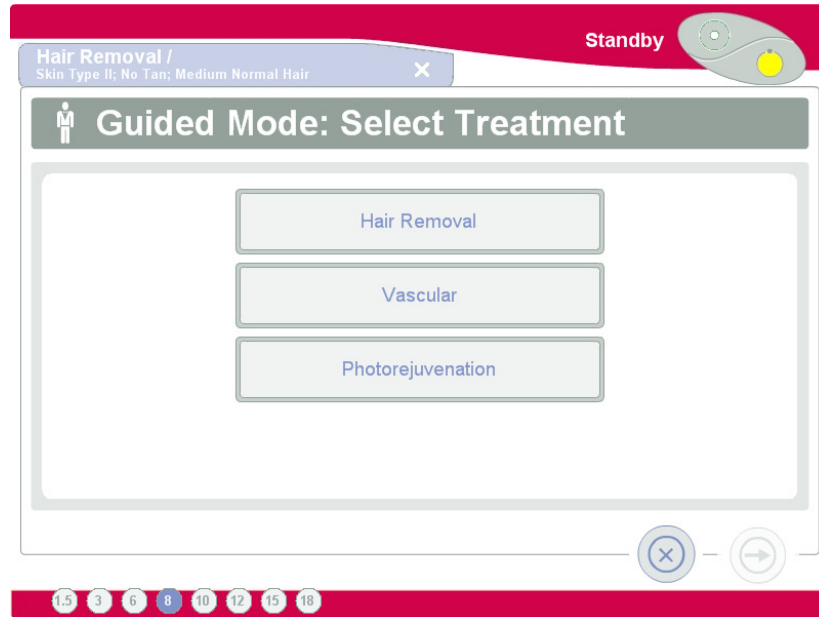 Standby
Hair Removal /
Skin Type II; No Tan; Medium Normal Hair
Guided Mode: Select Treatment
Hair Removal
Vascular
Photorejuvenation
1.5 3 6 8 10 12 15 18